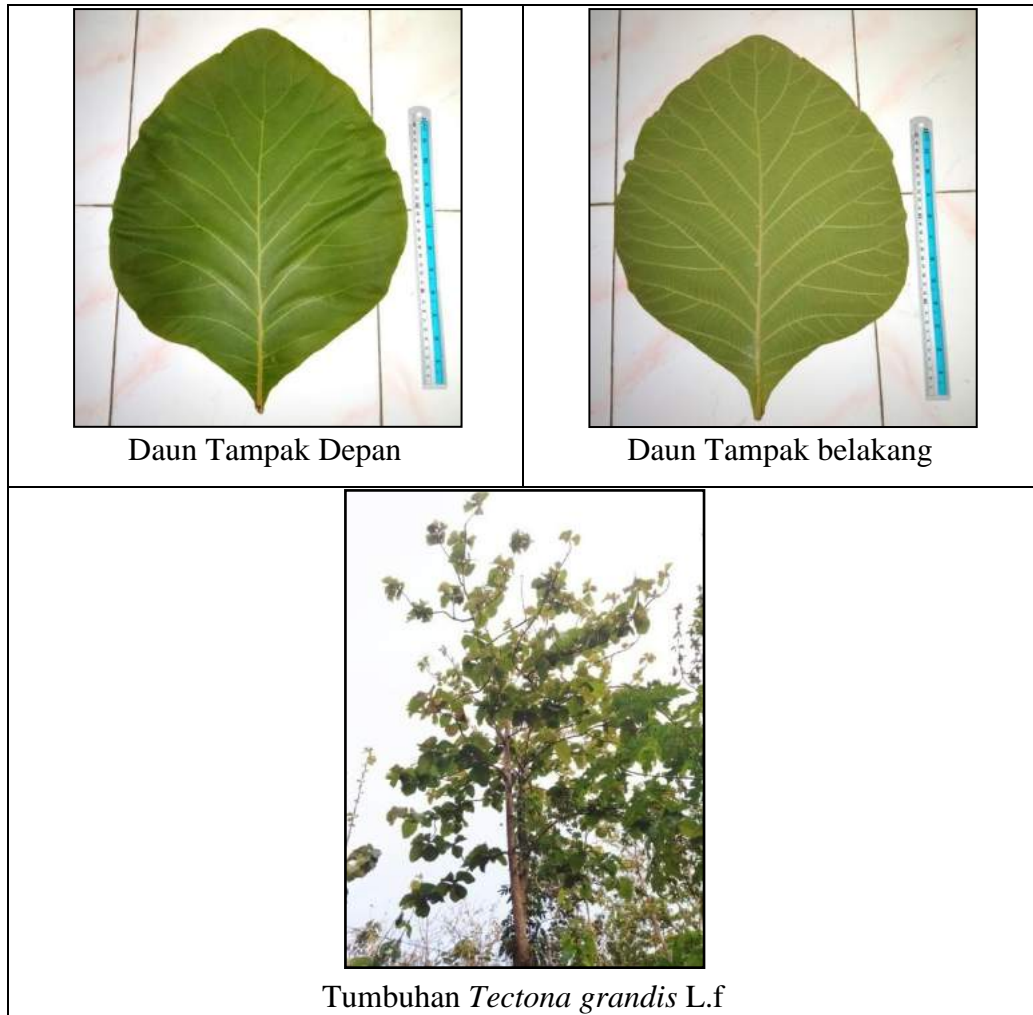 Daun Tampak Depan
Daun Tampak belakang
Tumbuhan Tectona grandis L.f